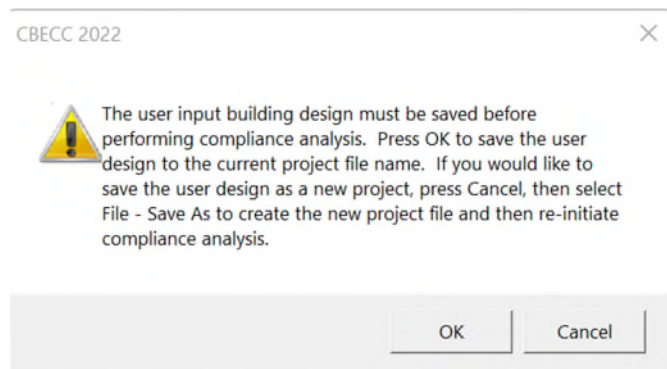 CBECC 2022
The user input building design must be saved before
performing compliance analysis.  Press OK to save the user
design to the current project file name.  If you would like to
save the user design as a new project, press Cancel, then select
File - Save As to create the new project file and then re-initiate
compliance analysis.
OK
Cancel